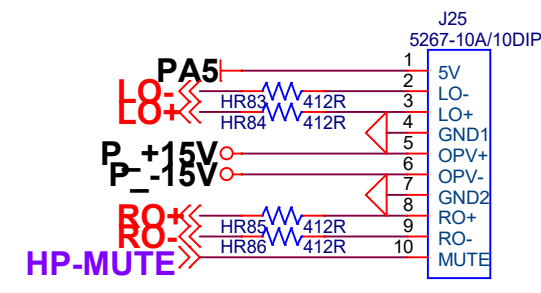 J25
5267-10A/10DIP
PA5 1 5V
LO- HR83 412R 2 LO-
LO+ HR84 412R 3 LO+
4 GND1
P_+15V 5 OPV+
P_-15V 6 OPV-
7 GND2
RO+ HR85 412R 8 RO+
RO- HR86 412R 9 RO-
HP-MUTE 10 MUTE